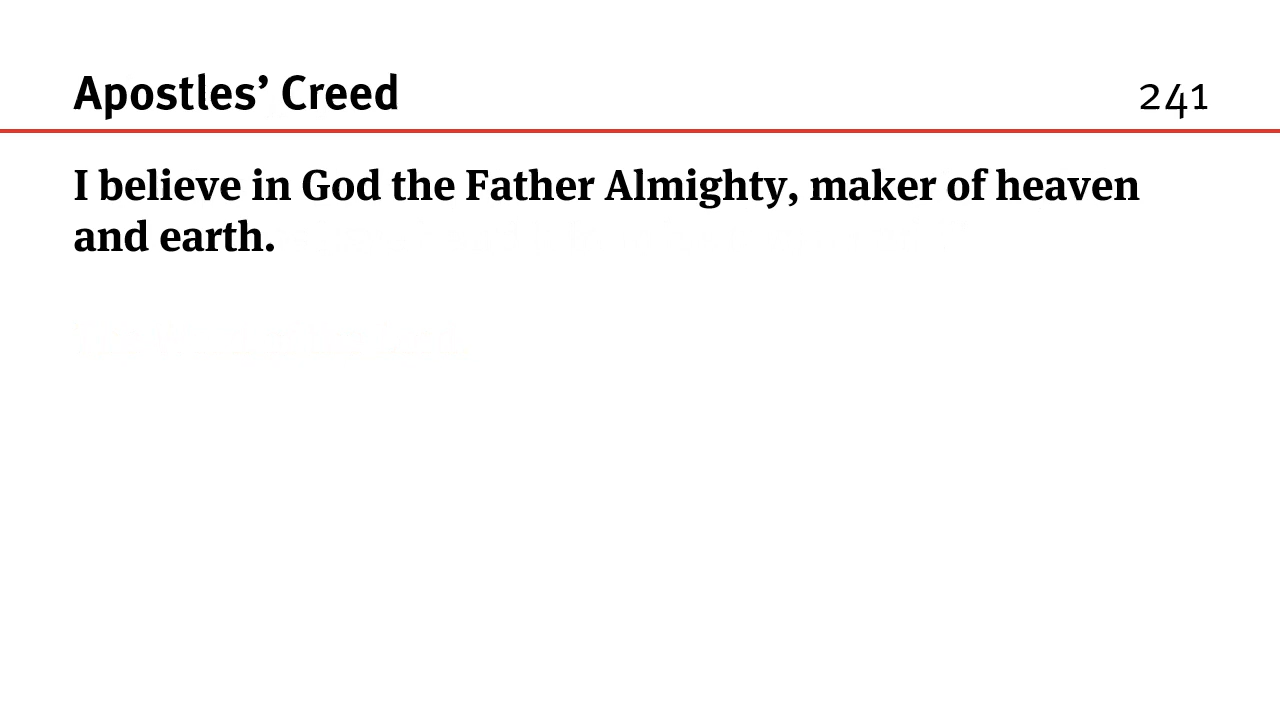 Apostles’ Creed 241
I believe in God the Father Almighty, maker of heaven
and earth.